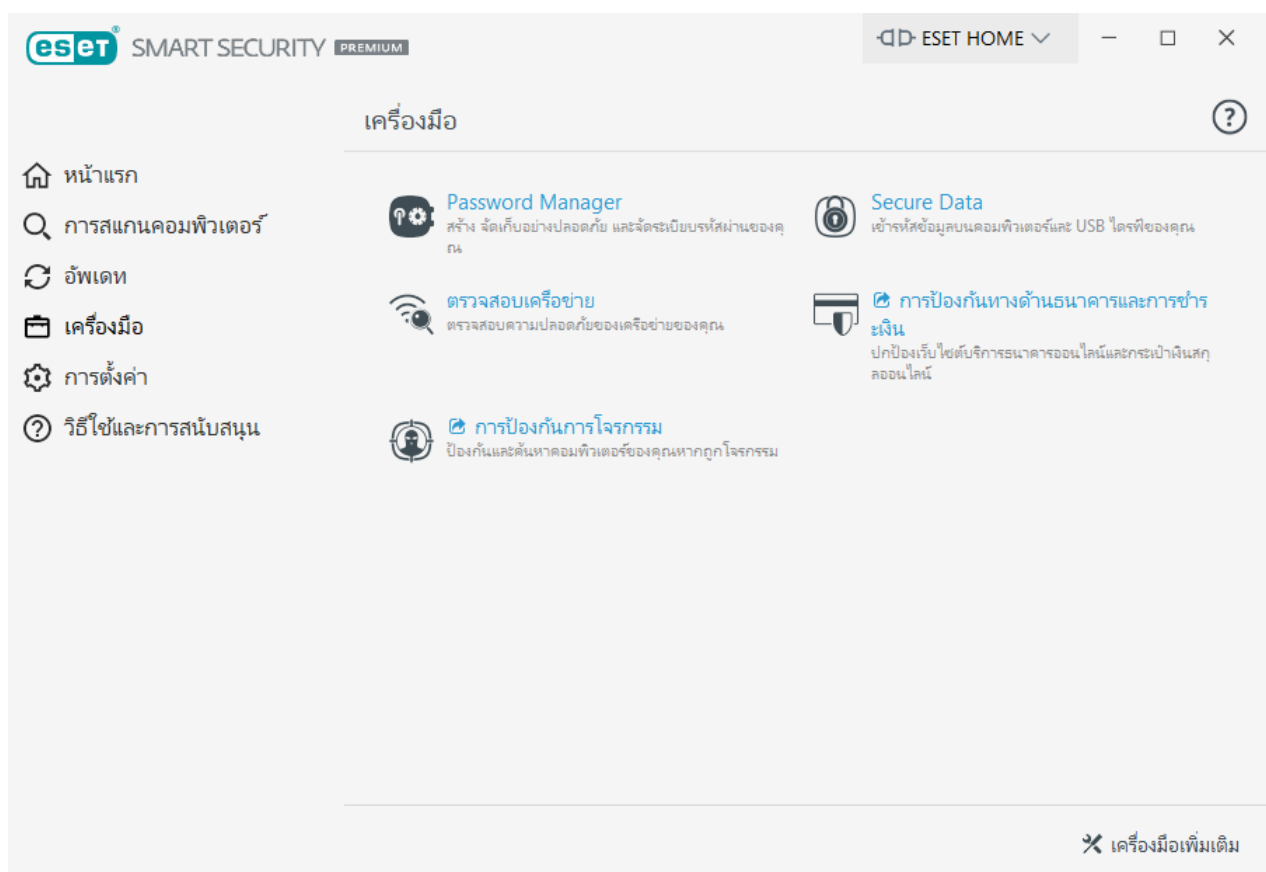 eset® SMART SECURITY PREMIUM
ESET HOME
เครื่องมือ
หน้าแรก
การสแกนคอมพิวเตอร์
อัพเดท
เครื่องมือ
การตั้งค่า
วิธีใช้และการสนับสนุน
Password Manager
สร้าง จัดเก็บอย่างปลอดภัย และจัดระเบียบรหัสผ่านของคุ
ณ
Secure Data
เข้ารหัสข้อมูลบนคอมพิวเตอร์และ USB ไดรฟ์ของคุณ
ตรวจสอบเครือข่าย
ตรวจสอบความปลอดภัยของเครือข่ายของคุณ
การป้องกันทางด้านธนาคารและการชำร
ะเงิน
ปกป้องเว็บไซต์บริการธนาคารออนไลน์และกระเป๋าเงินสกุ
ลออนไลน์
การป้องกันการโจรกรรม
ป้องกันและค้นหาคอมพิวเตอร์ของคุณหากถูกโจรกรรม
เครื่องมือเพิ่มเติม